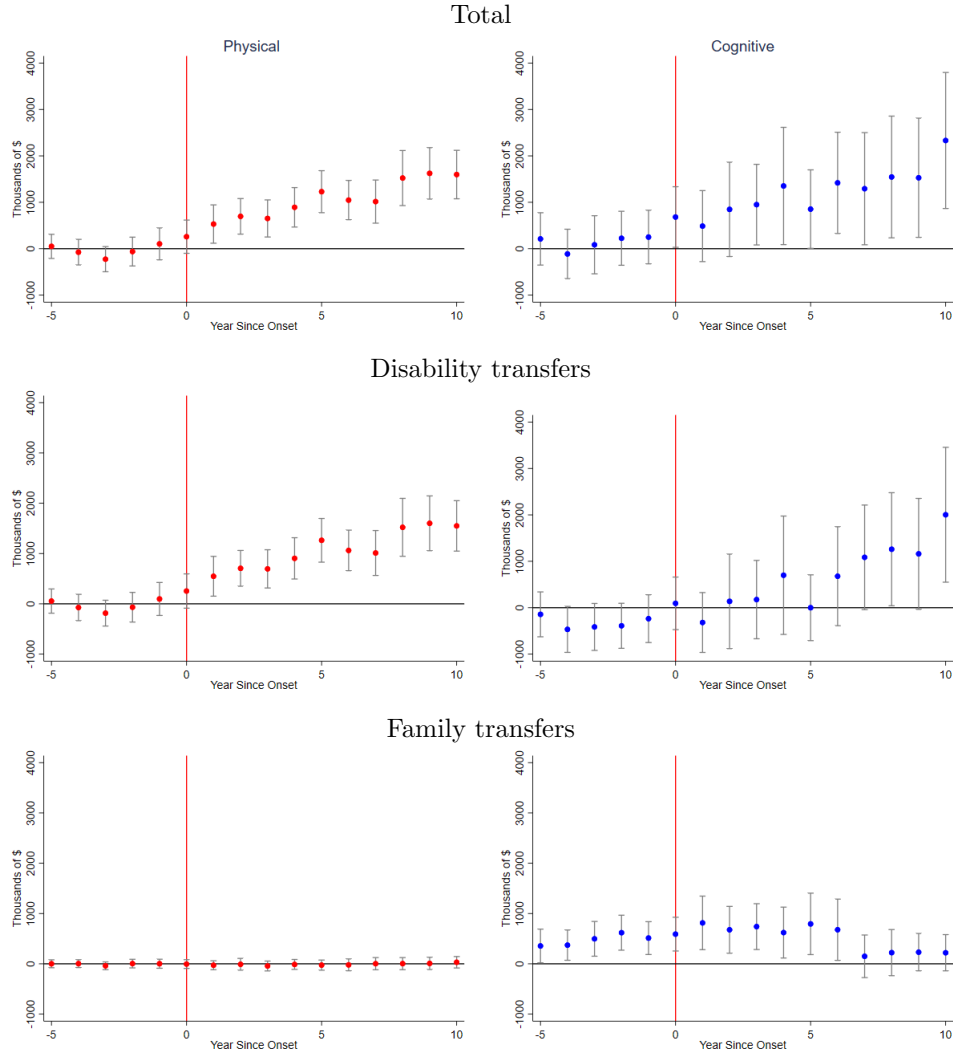 Total
Physical
Cognitive
Thousands of $
-1000 0 1000 2000 3000 4000
-5 0 5 10
Year Since Onset
Thousands of $
-1000 0 1000 2000 3000 4000
-5 0 5 10
Year Since Onset
Disability transfers
Thousands of $
-1000 0 1000 2000 3000 4000
-5 0 5 10
Year Since Onset
Thousands of $
-1000 0 1000 2000 3000 4000
-5 0 5 10
Year Since Onset
Family transfers
Thousands of $
-1000 0 1000 2000 3000 4000
-5 0 5 10
Year Since Onset
Thousands of $
-1000 0 1000 2000 3000 4000
-5 0 5 10
Year Since Onset